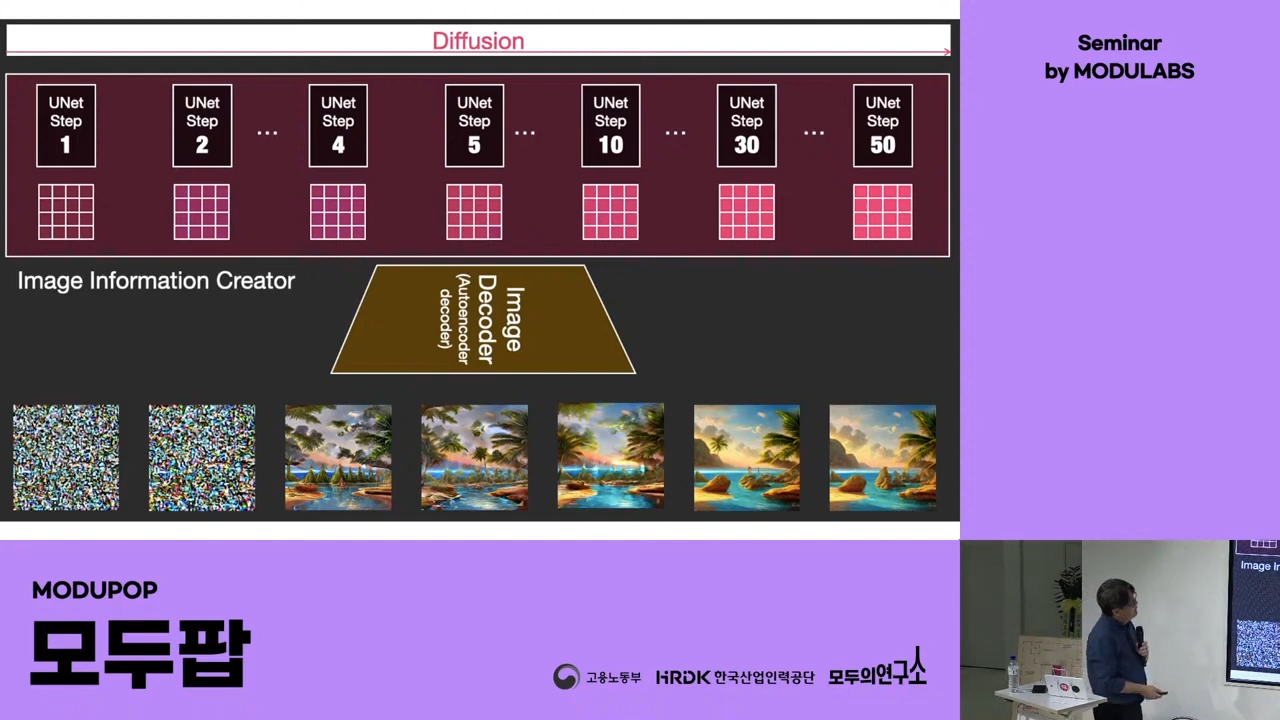 Diffusion
UNet
Step
1
UNet
Step
2
...
UNet
Step
4
UNet
Step
5
...
UNet
Step
10
...
UNet
Step
30
...
UNet
Step
50
Image Information Creator
Image
Decoder
(Autoencoder
decoder)
Seminar
by MODULABS
MODUPOP
모두팝
고용노동부
HRDK 한국산업인력공단
모두의연구소
Image In